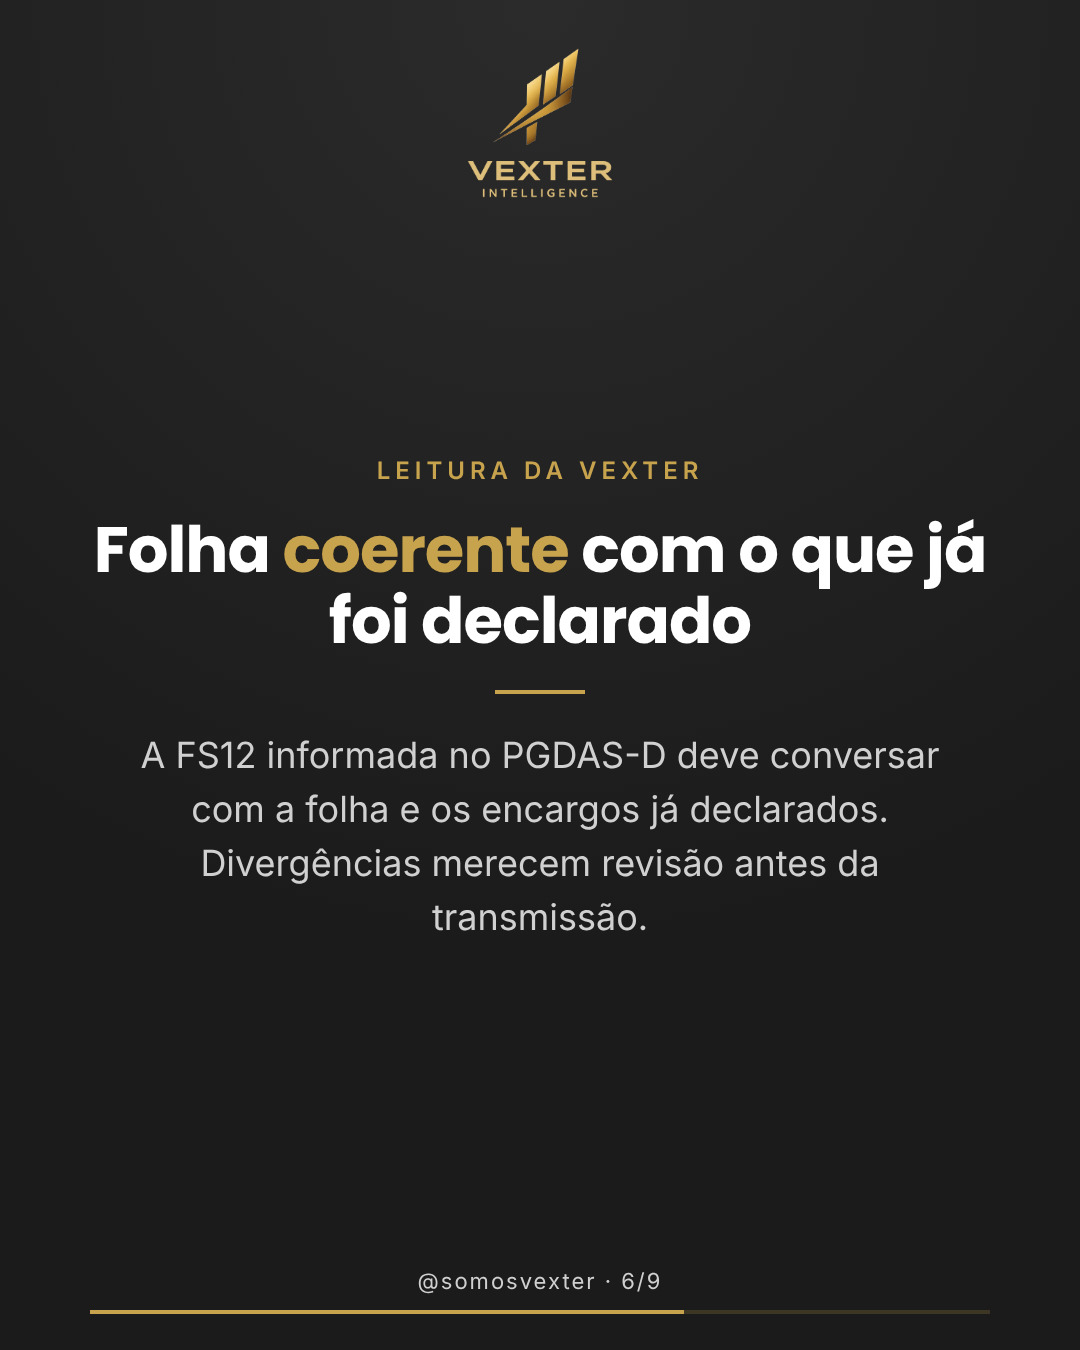 VEXTER
INTELLIGENCE
LEITURA DA VEXTER
Folha coerente com o que já
foi declarado
A FS12 informada no PGDAS-D deve conversar
com a folha e os encargos já declarados.
Divergências merecem revisão antes da
transmissão.
@somosvexter · 6/9